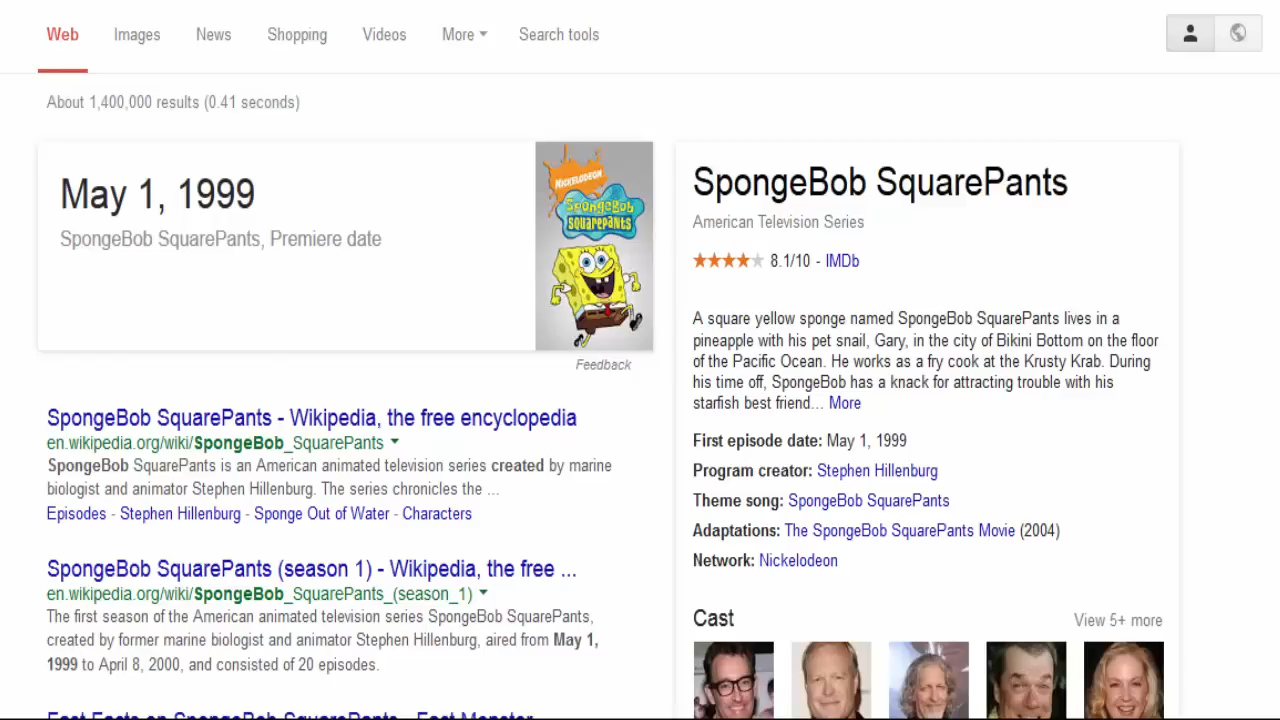 Web Images News Shopping Videos More Search tools
About 1,400,000 results (0.41 seconds)
May 1, 1999
SpongeBob SquarePants, Premiere date
NICKELODEON
SpongeBob
SQUAREPANTS
Feedback
SpongeBob SquarePants - Wikipedia, the free encyclopedia
en.wikipedia.org/wiki/SpongeBob_SquarePants
SpongeBob SquarePants is an American animated television series created by marine
biologist and animator Stephen Hillenburg. The series chronicles the ...
Episodes - Stephen Hillenburg - Sponge Out of Water - Characters
SpongeBob SquarePants (season 1) - Wikipedia, the free ...
en.wikipedia.org/wiki/SpongeBob_SquarePants_(season_1)
The first season of the American animated television series SpongeBob SquarePants,
created by former marine biologist and animator Stephen Hillenburg, aired from May 1,
1999 to April 8, 2000, and consisted of 20 episodes.
Fast Facts on SpongeBob SquarePants - Fact Monster
SpongeBob SquarePants
American Television Series
8.1/10 - IMDb
A square yellow sponge named SpongeBob SquarePants lives in a
pineapple with his pet snail, Gary, in the city of Bikini Bottom on the floor
of the Pacific Ocean. He works as a fry cook at the Krusty Krab. During
his time off, SpongeBob has a knack for attracting trouble with his
starfish best friend... More
First episode date: May 1, 1999
Program creator: Stephen Hillenburg
Theme song: SpongeBob SquarePants
Adaptations: The SpongeBob SquarePants Movie (2004)
Network: Nickelodeon
Cast View 5+ more